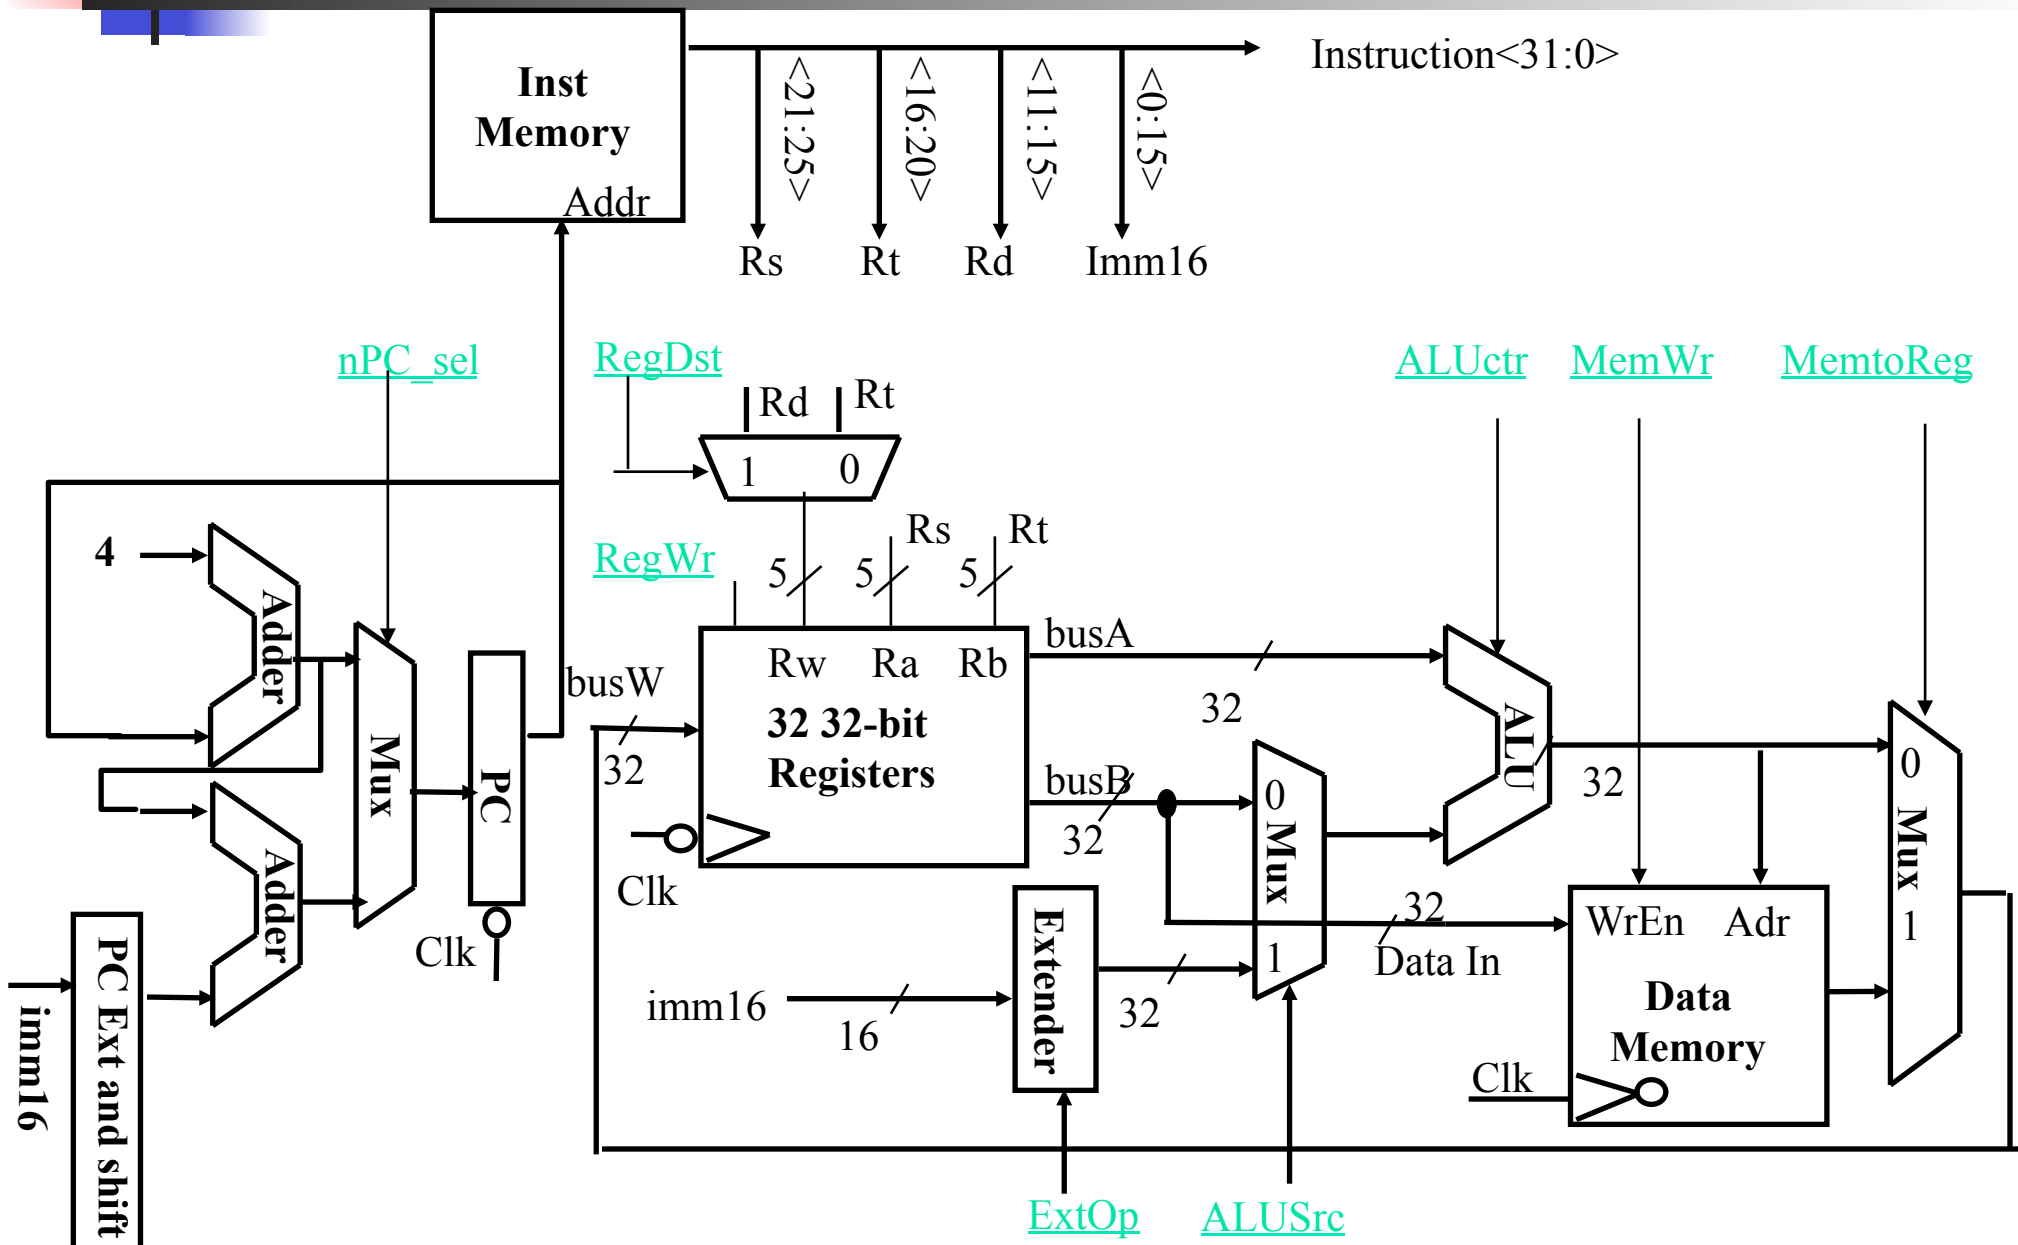 Inst
Memory
Addr
Instruction<31:0>
<21:25>
<16:20>
<11:15>
<0:15>
Rs
Rt
Rd
Imm16
nPC_sel
RegDst
ALUctr
MemWr
MemtoReg
Rd
Rt
1
0
4
Adder
RegWr
5
5
Rs
5
Rt
busW
32
Rw
Ra
Rb
32 32-bit
Registers
Clk
busA
32
busB
32
Mux
PC
Clk
Adder
imm16
PC Ext and shift
imm16
16
Extender
32
0
Mux
1
ALU
32
32
Data In
WrEn
Adr
Data
Memory
Clk
0
Mux
1
ExtOp
ALUSrc